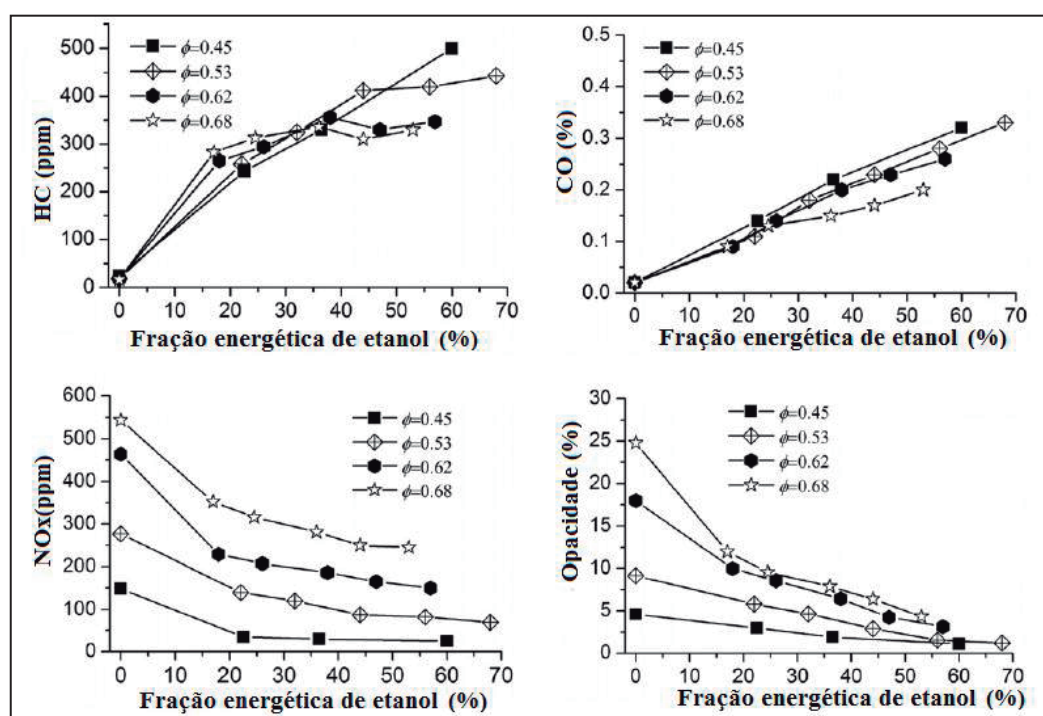 HC (ppm)
500
400
300
200
100
0
ϕ=0.45
ϕ=0.53
ϕ=0.62
ϕ=0.68
0 10 20 30 40 50 60 70
Fração energética de etanol (%)
CO (%)
0.3
0.2
0.1
0.0
ϕ=0.45
ϕ=0.53
ϕ=0.62
ϕ=0.68
0 10 20 30 40 50 60 70
Fração energética de etanol (%)
NOx(ppm)
600
500
400
300
200
100
0
ϕ=0.45
ϕ=0.53
ϕ=0.62
ϕ=0.68
0 10 20 30 40 50 60 70
Fração energética de etanol (%)
Opacidade (%)
30
25
20
15
10
5
0
ϕ=0.45
ϕ=0.53
ϕ=0.62
ϕ=0.68
0 10 20 30 40 50 60 70
Fração energética de etanol (%)